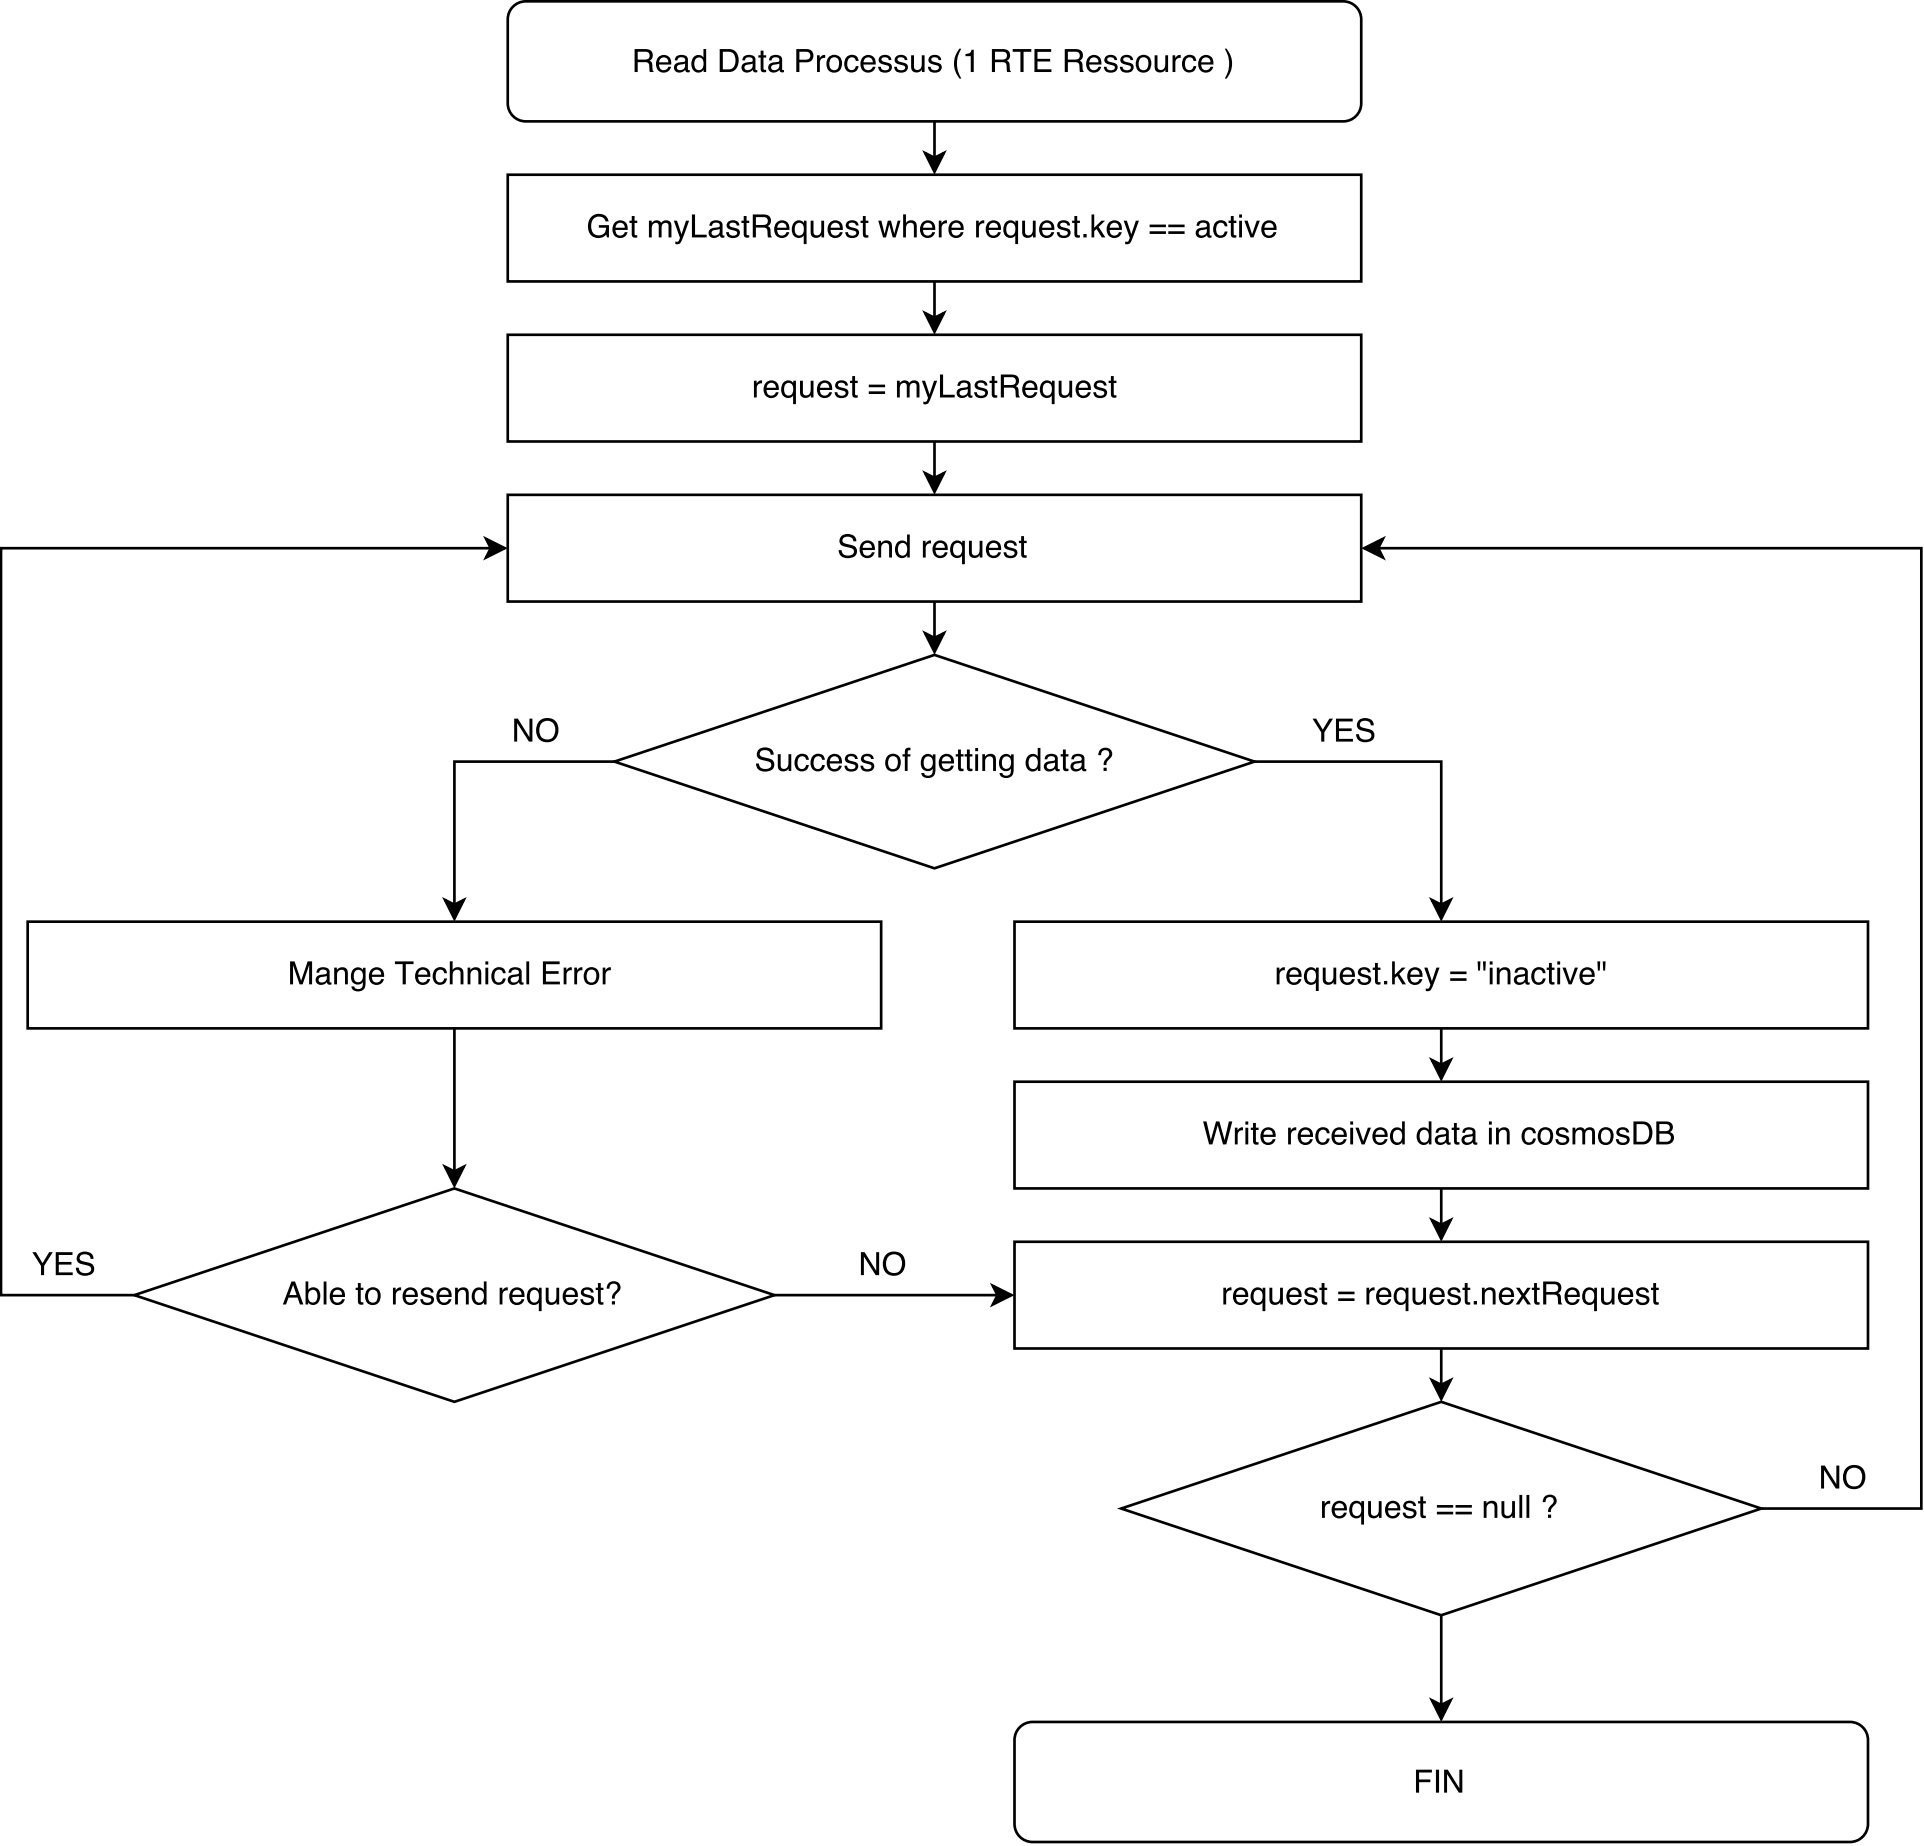 Read Data Processus (1 RTE Ressource )
Get myLastRequest where request.key == active
request = myLastRequest
Send request
NO
YES
Success of getting data ?
Mange Technical Error
request.key = "inactive"
Write received data in cosmosDB
YES
Able to resend request?
NO
request = request.nextRequest
NO
request == null ?
FIN